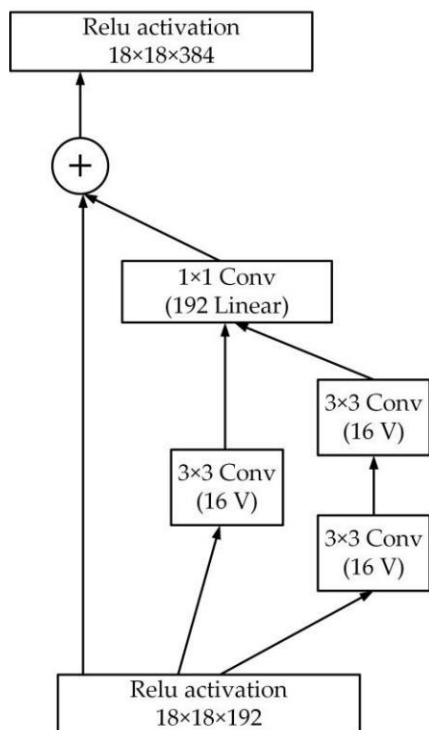 Relu activation
18×18×384
+
1×1 Conv
(192 Linear)
3×3 Conv
(16 V)
3×3 Conv
(16 V)
3×3 Conv
(16 V)
Relu activation
18×18×192